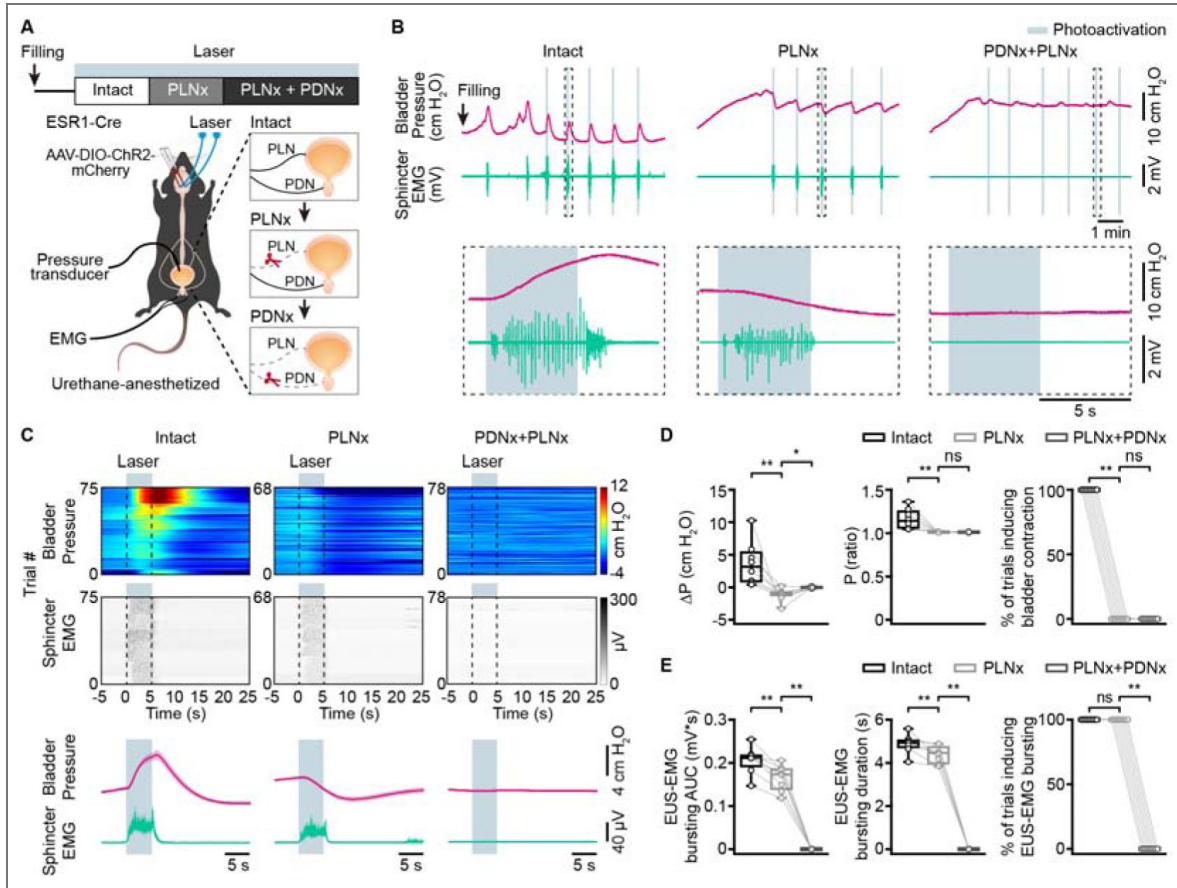 A
Filling
Laser
Intact
PLNx
PLNx + PDNx
ESR1-Cre
Laser
AAV-DIO-ChR2-
mCherry
Pressure
transducer
EMG
Urethane-anesthetized
Intact
PLN
PDN
PLNx
PLN
PDN
PDNx
PLN
PDN
B
Photoactivation
Intact
PLNx
PDNx+PLNx
Filling
Bladder
Pressure
(cm H2O)
Sphincter
EMG
(mV)
10 cm H2O
2 mV
1 min
10 cm H2O
2 mV
5 s
C
Intact
PLNx
PDNx+PLNx
Laser
Laser
Laser
Trial #
Bladder
Pressure
75
0
68
0
78
0
12
-4
cm H2O
Sphincter
EMG
75
0
68
0
78
0
300
0
µV
-5 0 5 15 25
-5 0 5 15 25
-5 0 5 15 25
Time (s)
Time (s)
Time (s)
Bladder
Pressure
Sphincter
EMG
4 cm H2O
40 µV
5 s
5 s
5 s
D
Intact
PLNx
PLNx+PDNx
ΔP (cm H2O)
15
10
5
0
-5
**
*
P (ratio)
1.5
1.0
0.5
0.0
**
ns
% of trials inducing
bladder contraction
100
50
0
**
ns
E
Intact
PLNx
PLNx+PDNx
EUS-EMG
bursting AUC (mV*s)
0.3
0.2
0.1
0
**
**
EUS-EMG
bursting duration (s)
6
4
2
0
**
**
% of trials inducing
EUS-EMG bursting
100
50
0
ns
**